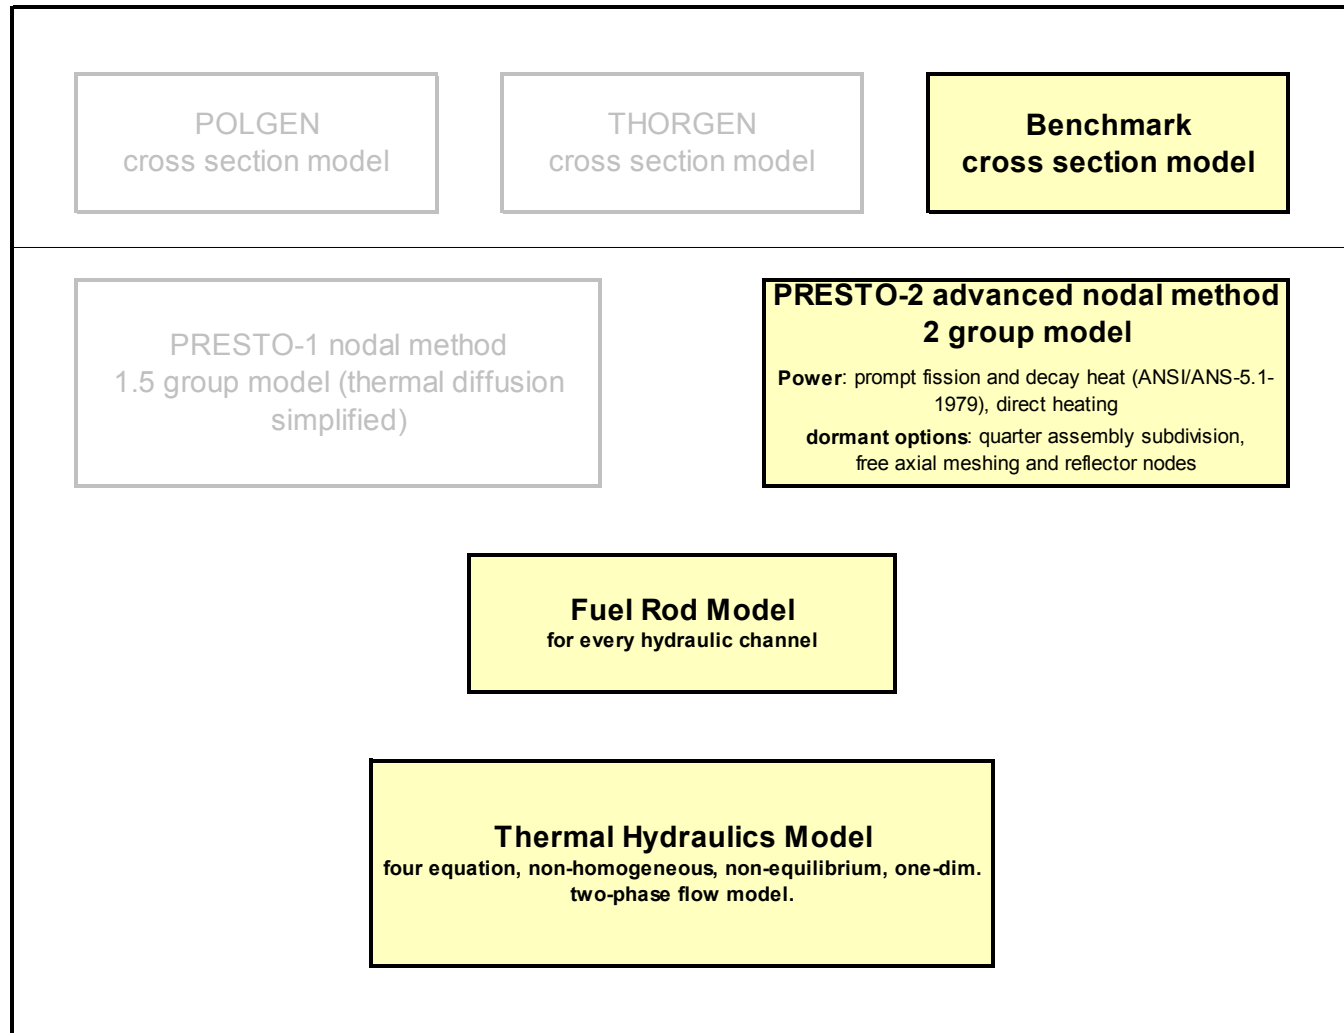 POLGEN
cross section model
THORGEN
cross section model
Benchmark
cross section model
PRESTO-1 nodal method
1.5 group model (thermal diffusion
simplified)
PRESTO-2 advanced nodal method
2 group model
Power: prompt fission and decay heat (ANSI/ANS-5.1-
1979), direct heating
dormant options: quarter assembly subdivision,
free axial meshing and reflector nodes
Fuel Rod Model
for every hydraulic channel
Thermal Hydraulics Model
four equation, non-homogeneous, non-equilibrium, one-dim.
two-phase flow model.